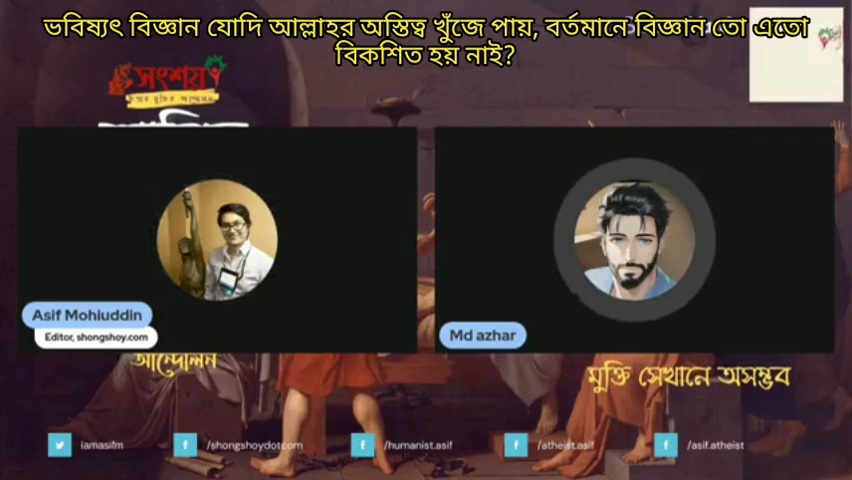 ভবিষ্যৎ বিজ্ঞান যোদি আল্লাহর অস্তিত্ব খুঁজে পায়, বর্তমানে বিজ্ঞান তো এতো
বিকশিত হয় নাই?
সংশয়
Asif Mohiuddin
Editor, shongshoy.com
Md azhar
আন্দোলন
মুক্তি সেখানে অসম্ভব
iamasifm
/shongshoydotcom
/humanist.asif
/atheist.asif
/asif.atheist